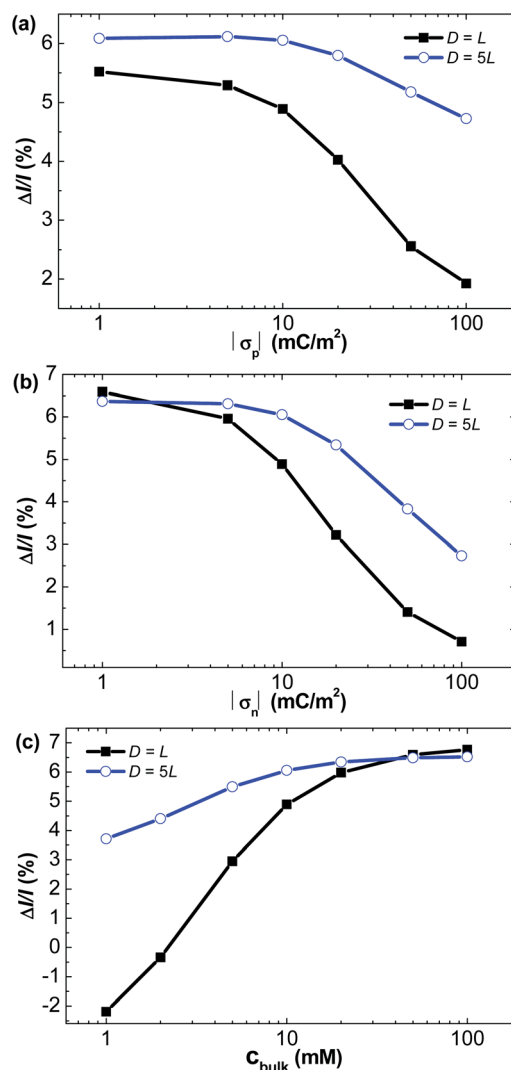 (a)
6
5
4
3
2
ΔI/I (%)
D = L
D = 5L
1 10 100
|σp| (mC/m²)
(b)
7
6
5
4
3
2
1
ΔI/I (%)
D = L
D = 5L
1 10 100
|σn| (mC/m²)
(c)
7
6
5
4
3
2
1
0
-1
-2
ΔI/I (%)
D = L
D = 5L
1 10 100
cbulk (mM)